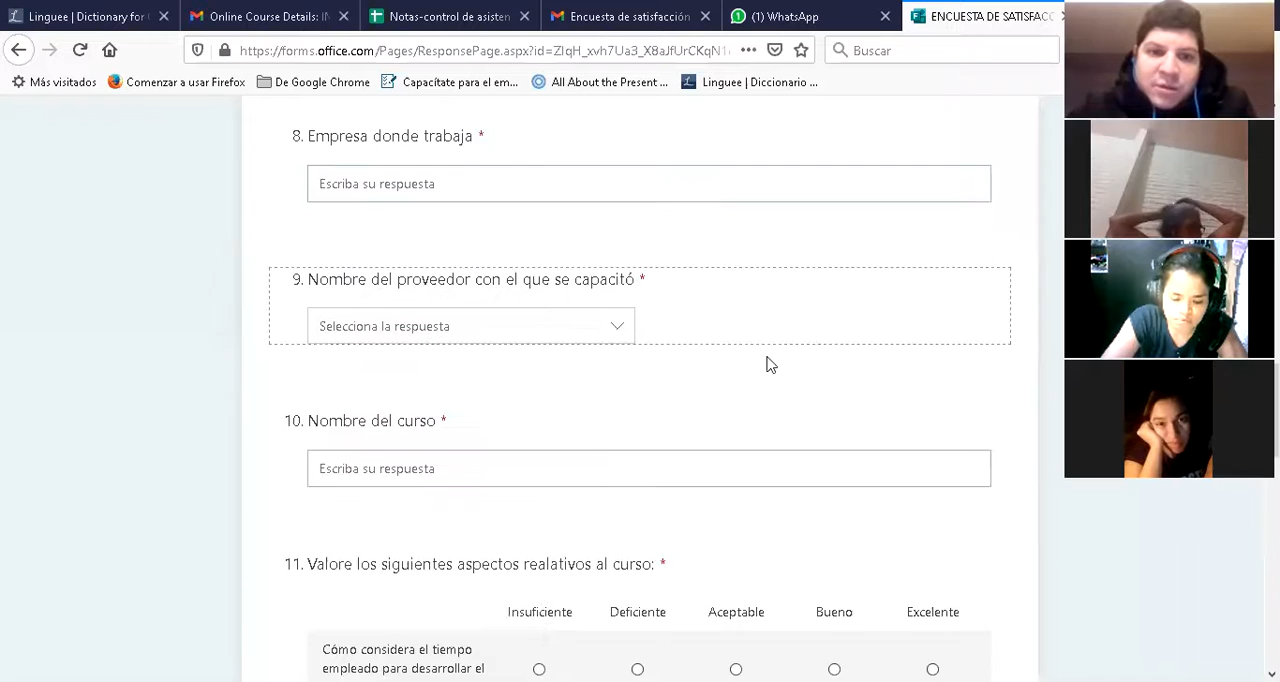 Linguee | Dictionary for
Online Course Details: I
Notas-control de asisten
Encuesta de satisfacción
(1) WhatsApp
ENCUESTA DE SATISFAC
https://forms.office.com/Pages/ResponsePage.aspx?id=ZIqH_xvh7Ua3_X8aJfUrCKqN1
Buscar
Más visitados
Comenzar a usar Firefox
De Google Chrome
Capacítate para el em...
All About the Present ...
Linguee | Diccionario ...
8. Empresa donde trabaja *
Escriba su respuesta
9. Nombre del proveedor con el que se capacitó *
Selecciona la respuesta
10. Nombre del curso *
Escriba su respuesta
11. Valore los siguientes aspectos realativos al curso: *
Insuficiente Deficiente Aceptable Bueno Excelente
Cómo considera el tiempo
empleado para desarrollar el